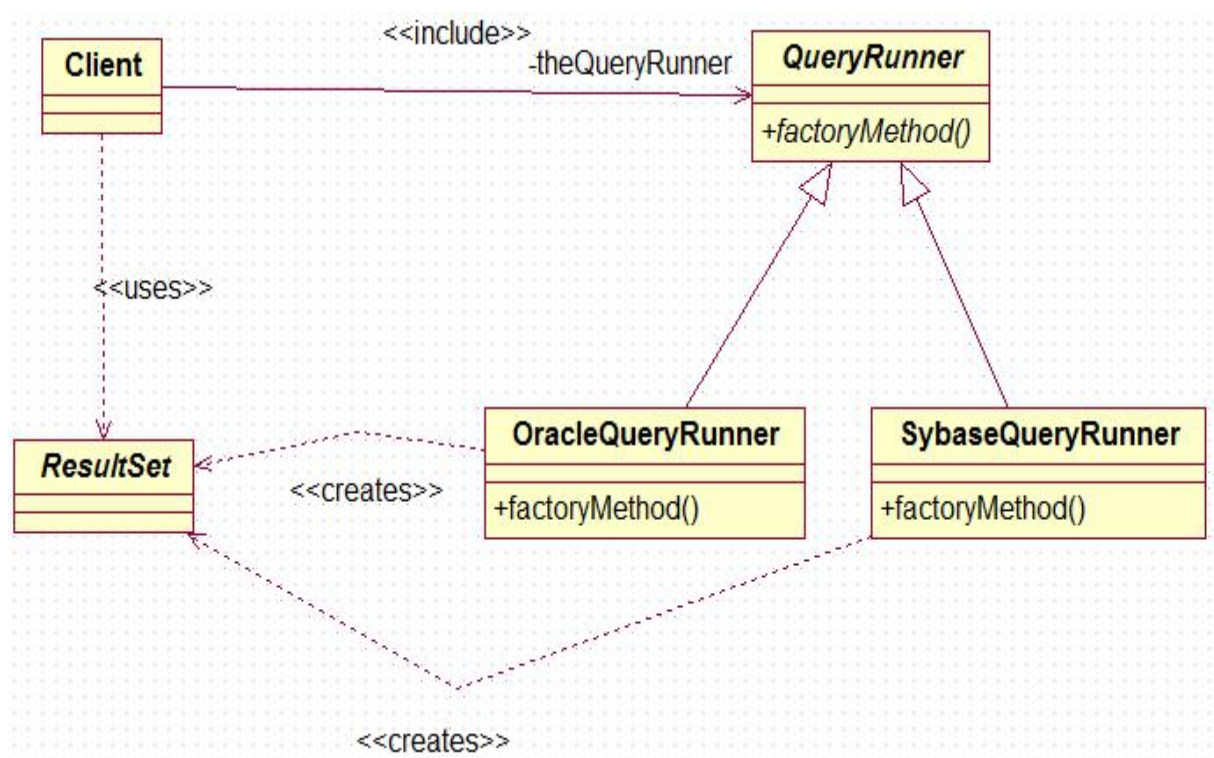 <<include>>
Client
-theQueryRunner
QueryRunner
+factoryMethod()
<<uses>>
ResultSet
<<creates>>
OracleQueryRunner
+factoryMethod()
SybaseQueryRunner
+factoryMethod()
<<creates>>